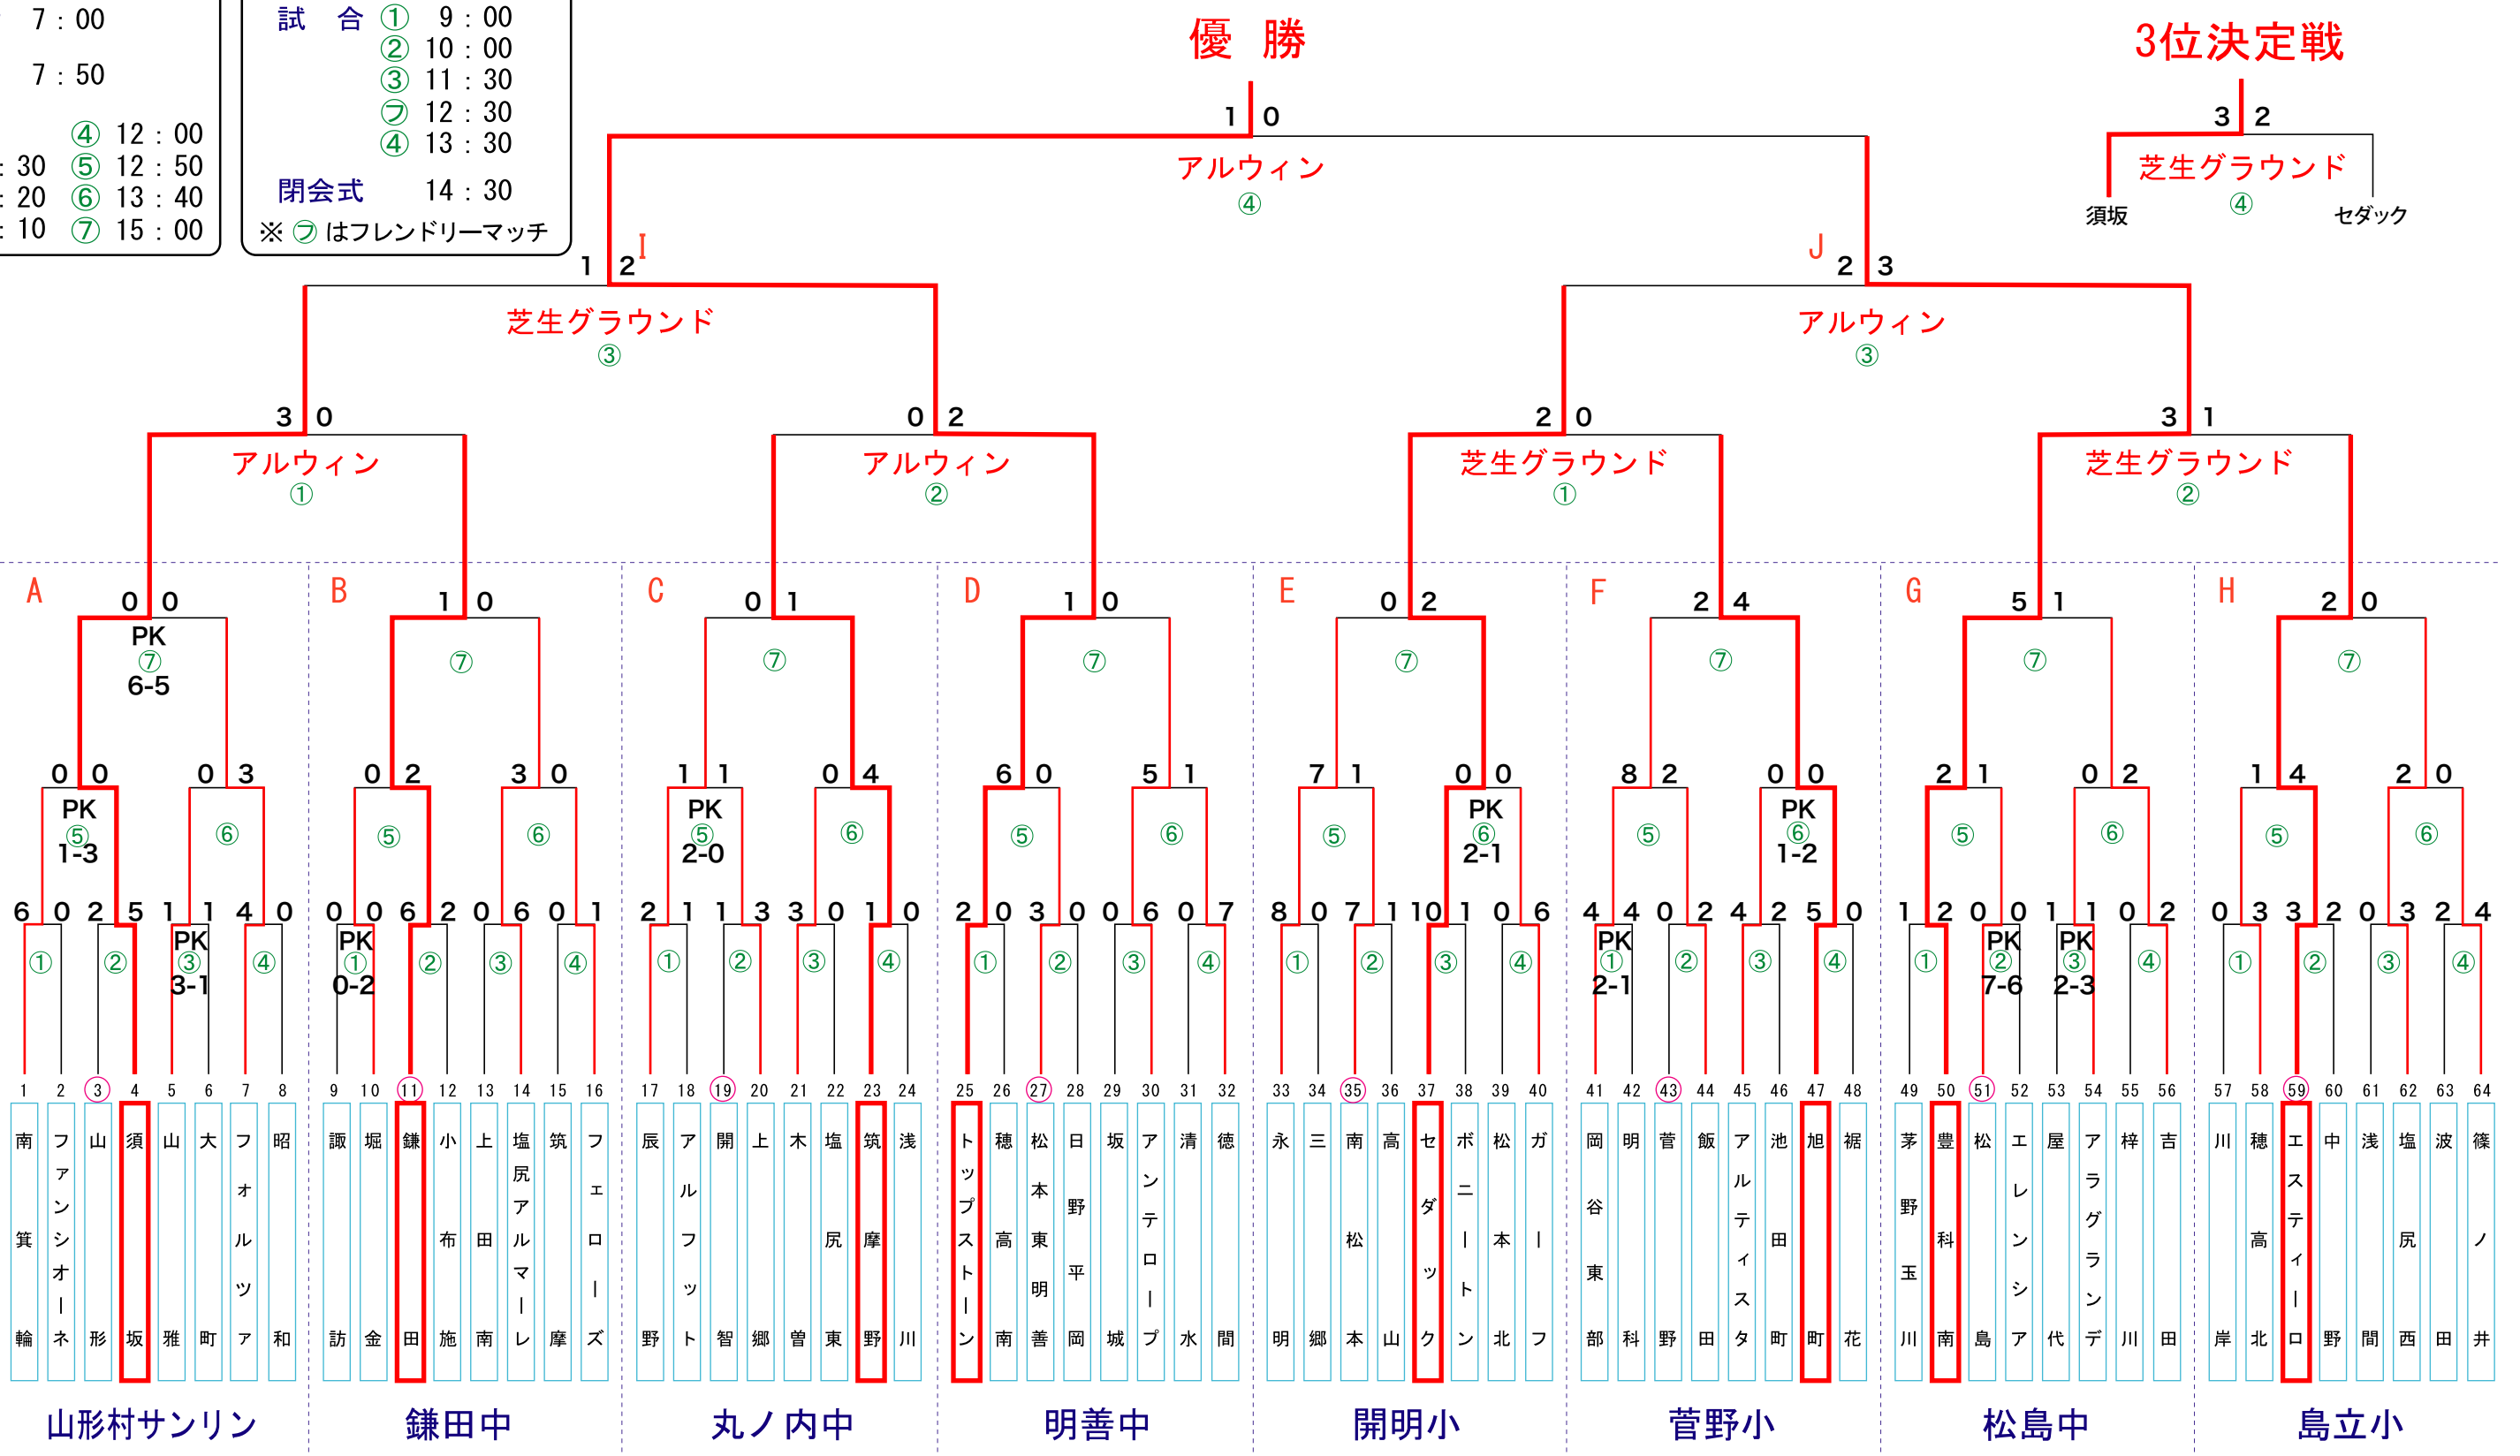 7：00
7：50
④ 12：00
：30 ⑤ 12：50
：20 ⑥ 13：40
：10 ⑦ 15：00
試　合 ① 9：00
② 10：00
③ 11：30
フ 12：30
④ 13：30
閉会式 14：30
※ フ はフレンドリーマッチ
優　勝
1 0
アルウィン
④
3位決定戦
3 2
芝生グラウンド
④
須坂 セダック
I J
1 2 2 3
芝生グラウンド アルウィン
③ ③
3 0 0 2 2 0 3 1
アルウィン アルウィン 芝生グラウンド 芝生グラウンド
① ② ① ②
A B C D E F G H
0 0 1 0 0 1 1 0 0 2 2 4 5 1 2 0
PK
⑦ ⑦ ⑦ ⑦ ⑦ ⑦ ⑦ ⑦
6-5
0 0 0 3 0 2 3 0 1 1 0 4 6 0 5 1 7 1 0 0 8 2 0 0 2 1 0 2 1 4 2 0
PK PK PK PK
⑤ ⑥ ⑤ ⑥ ⑤ ⑥ ⑤ ⑥ ⑤ ⑥ ⑤ ⑥ ⑤ ⑥ ⑤ ⑥
1-3 2-0 2-1 1-2
6 0 2 5 1 1 4 0 0 0 6 2 0 6 0 1 2 1 1 3 3 0 1 0 2 0 3 0 0 6 0 7 8 0 7 1 10 1 0 6 4 4 0 2 4 2 5 0 1 2 0 0 1 1 0 2 0 3 3 2 0 3 2 4
PK PK PK PK PK
① ② ③ ④ ① ② ③ ④ ① ② ③ ④ ① ② ③ ④ ① ② ③ ④ ① ② ③ ④ ① ② ③ ④ ① ② ③ ④
3-1 0-2 2-1 7-6 2-3
1 2 3 4 5 6 7 8 9 10 11 12 13 14 15 16 17 18 19 20 21 22 23 24 25 26 27 28 29 30 31 32 33 34 35 36 37 38 39 40 41 42 43 44 45 46 47 48 49 50 51 52 53 54 55 56 57 58 59 60 61 62 63 64
南箕輪
ファンシオーネ
山形
須坂
山雅
大町
フォルツァ
昭和
諏訪
堀金
鎌田
小布施
上田南
塩尻アルマーレ
筑摩
フェローズ
辰野
アルフット
開智
上郷
木曽
塩尻東
筑摩野
浅川
トップストーン
穂高南
松本東明善
日野平岡
坂城
アンテロープ
清水
徳間
永明
三郷
南松本
高山
セダック
ボニートン
松本北
ガーフ
岡谷東部
明科
菅野
飯田
アルティスタ
池田町
旭町
裾花
茅野玉川
豊科南
松島
エレンシア
屋代
アラグランデ
梓川
吉田
川岸
穂高北
エスティーロ
中野
浅間
塩尻西
波田
篠ノ井
山形村サンリン 鎌田中 丸ノ内中 明善中 開明小 菅野小 松島中 島立小